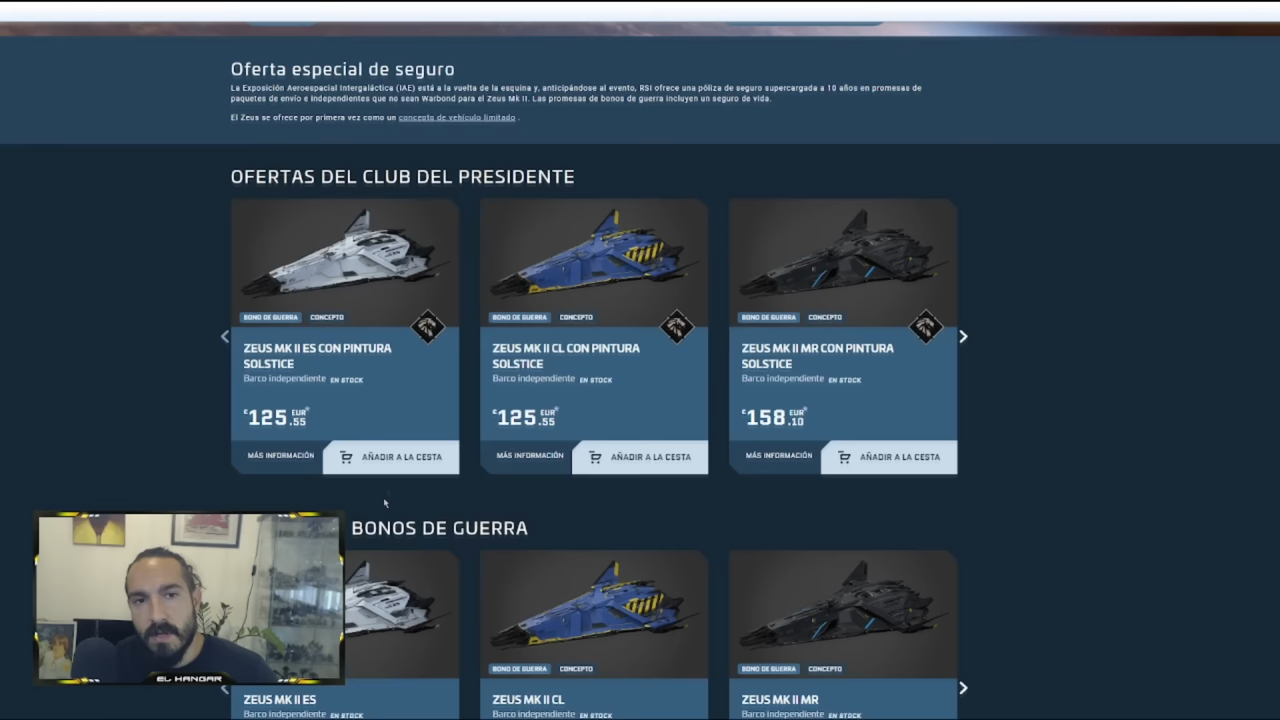 Oferta especial de seguro
La Exposición Aeroespacial Intergaláctica (IAE) está a la vuelta de la esquina y, anticipándose al evento, RSI ofrece una póliza de seguro supercargada a 10 años en promesas de
paquetes de envío e independientes que no sean Warbond para el Zeus Mk II. Las promesas de bonos de guerra incluyen un seguro de vida.
El Zeus se ofrece por primera vez como un concepto de vehículo limitado .
OFERTAS DEL CLUB DEL PRESIDENTE
BONO DE GUERRA CONCEPTO
ZEUS MK II ES CON PINTURA
SOLSTICE
Barco independiente EN STOCK
€125.55 EUR
MÁS INFORMACIÓN AÑADIR A LA CESTA
BONO DE GUERRA CONCEPTO
ZEUS MK II CL CON PINTURA
SOLSTICE
Barco independiente EN STOCK
€125.55 EUR
MÁS INFORMACIÓN AÑADIR A LA CESTA
BONO DE GUERRA CONCEPTO
ZEUS MK II MR CON PINTURA
SOLSTICE
Barco independiente EN STOCK
€158.10 EUR
MÁS INFORMACIÓN AÑADIR A LA CESTA
BONOS DE GUERRA
ZEUS MK II ES
Barco independiente EN STOCK
BONO DE GUERRA CONCEPTO
ZEUS MK II CL
Barco independiente EN STOCK
BONO DE GUERRA CONCEPTO
ZEUS MK II MR
Barco independiente EN STOCK
EL HANGAR